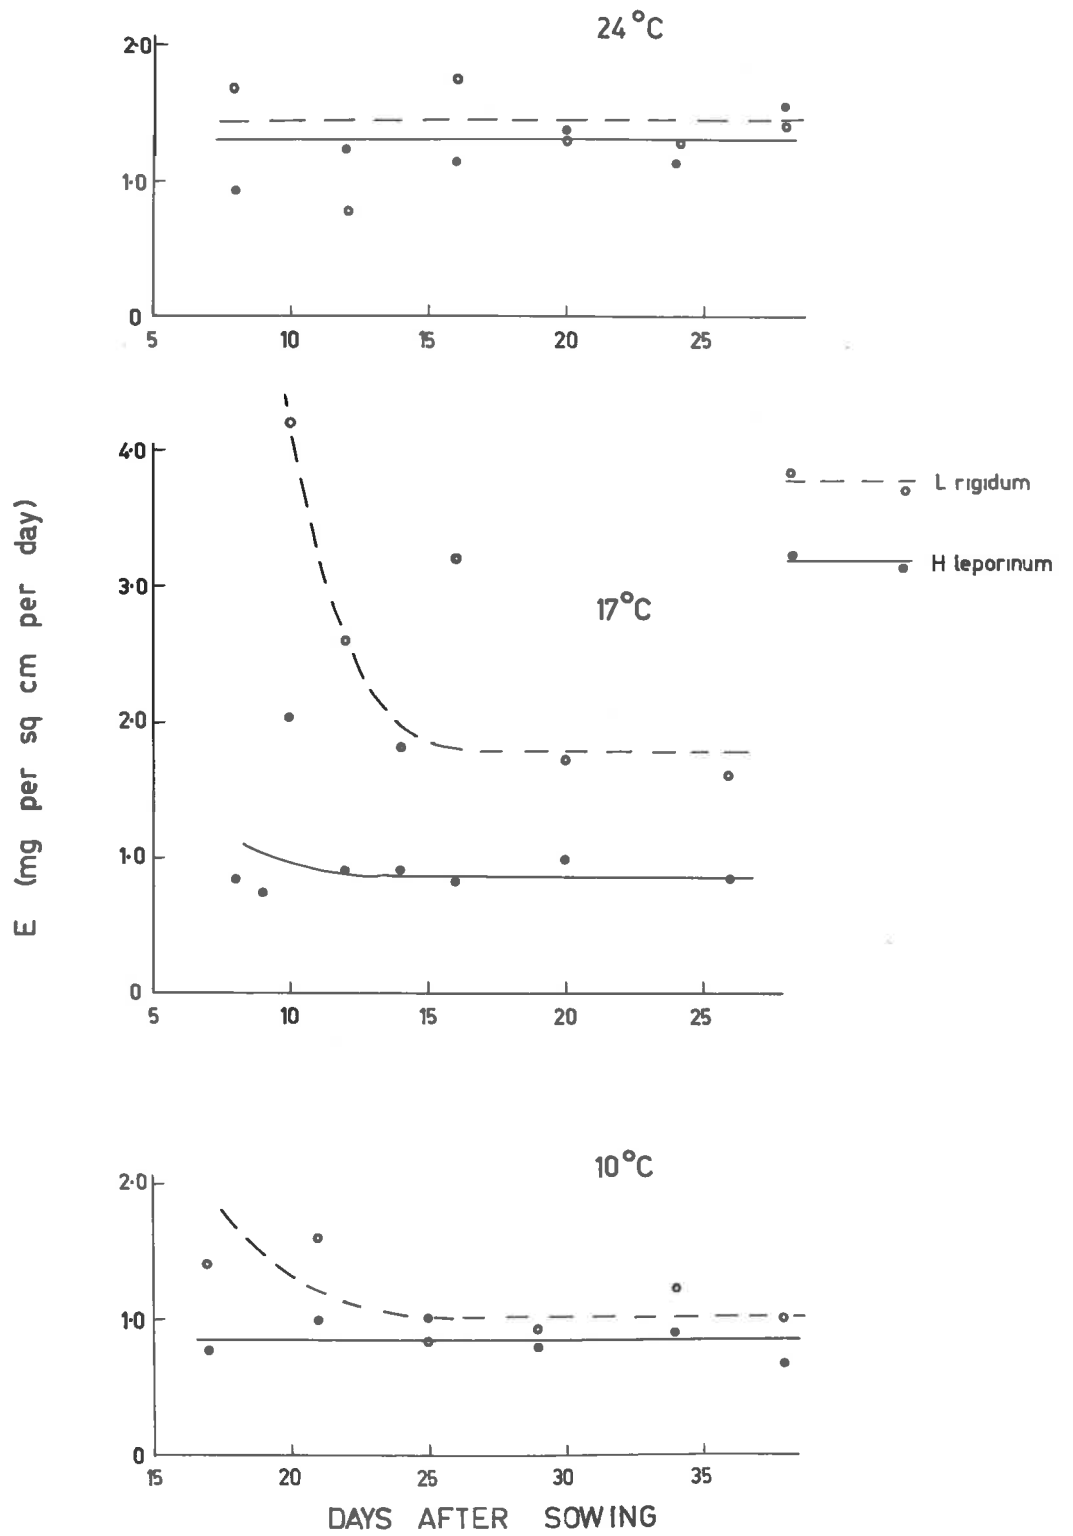 24°C
2·0
1·0
0
5 10 15 20 25
4·0
3·0
2·0
1·0
0
5 10 15 20 25
L rigidum
H leporinum
17°C
E (mg per sq cm per day)
10°C
2·0
1·0
0
15 20 25 30 35
DAYS AFTER SOWING